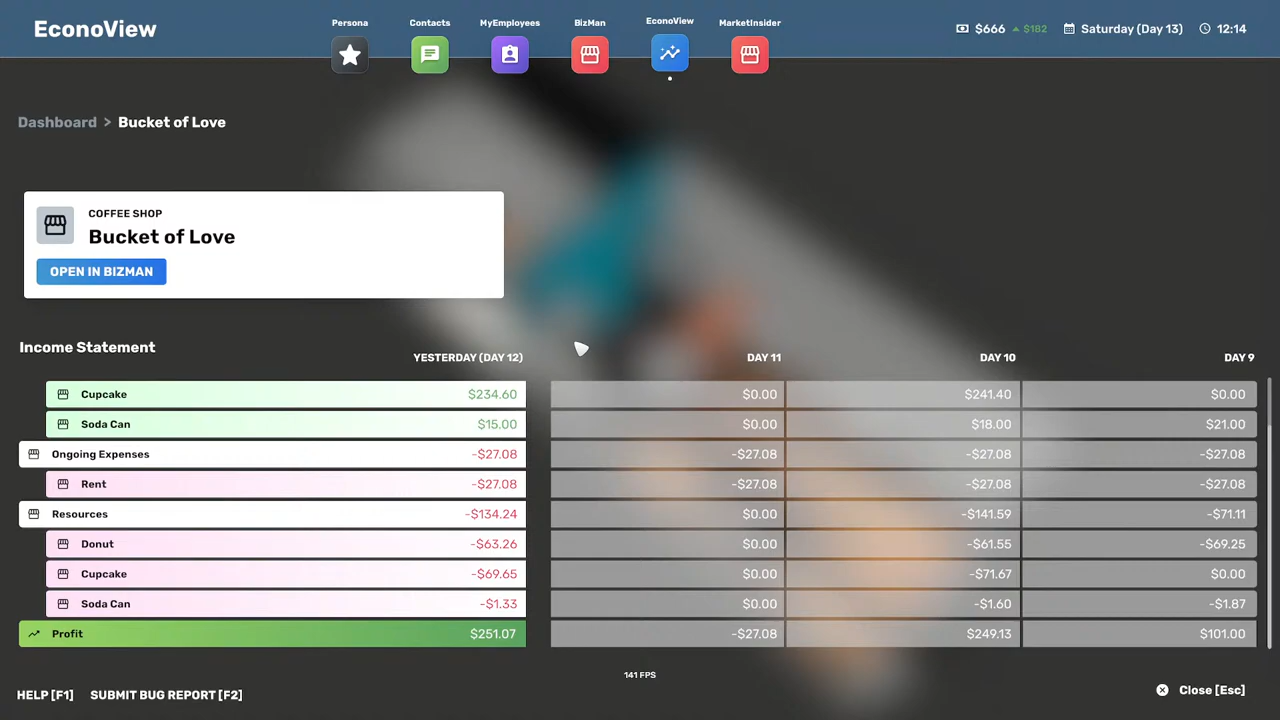 EconoView
Persona
Contacts
MyEmployees
BizMan
EconoView
MarketInsider
$666 $182
Saturday (Day 13)
12:14
Dashboard > Bucket of Love
COFFEE SHOP
Bucket of Love
OPEN IN BIZMAN
Income Statement
YESTERDAY (DAY 12) DAY 11 DAY 10 DAY 9
Cupcake $234.60 $0.00 $241.40 $0.00
Soda Can $15.00 $0.00 $18.00 $21.00
Ongoing Expenses -$27.08 -$27.08 -$27.08 -$27.08
Rent -$27.08 -$27.08 -$27.08 -$27.08
Resources -$134.24 $0.00 -$141.59 -$71.11
Donut -$63.26 $0.00 -$61.55 -$69.25
Cupcake -$69.65 $0.00 -$71.67 $0.00
Soda Can -$1.33 $0.00 -$1.60 -$1.87
Profit $251.07 -$27.08 $249.13 $101.00
141 FPS
HELP [F1] SUBMIT BUG REPORT [F2]
Close [Esc]